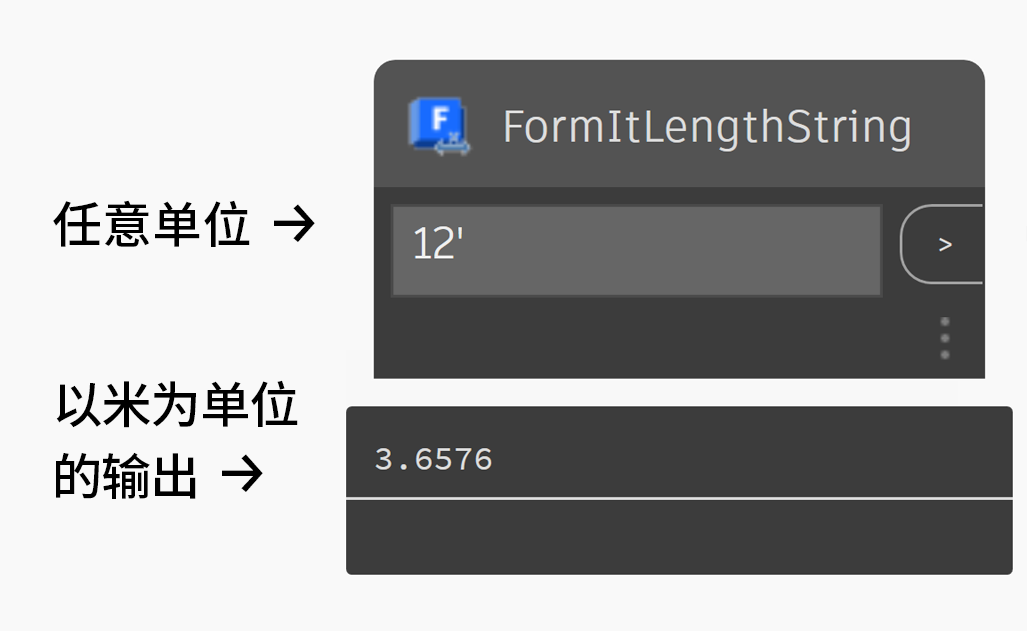 F
FormItLengthString
任意单位 →
12'
>
以米为单位
的输出 →
3.6576